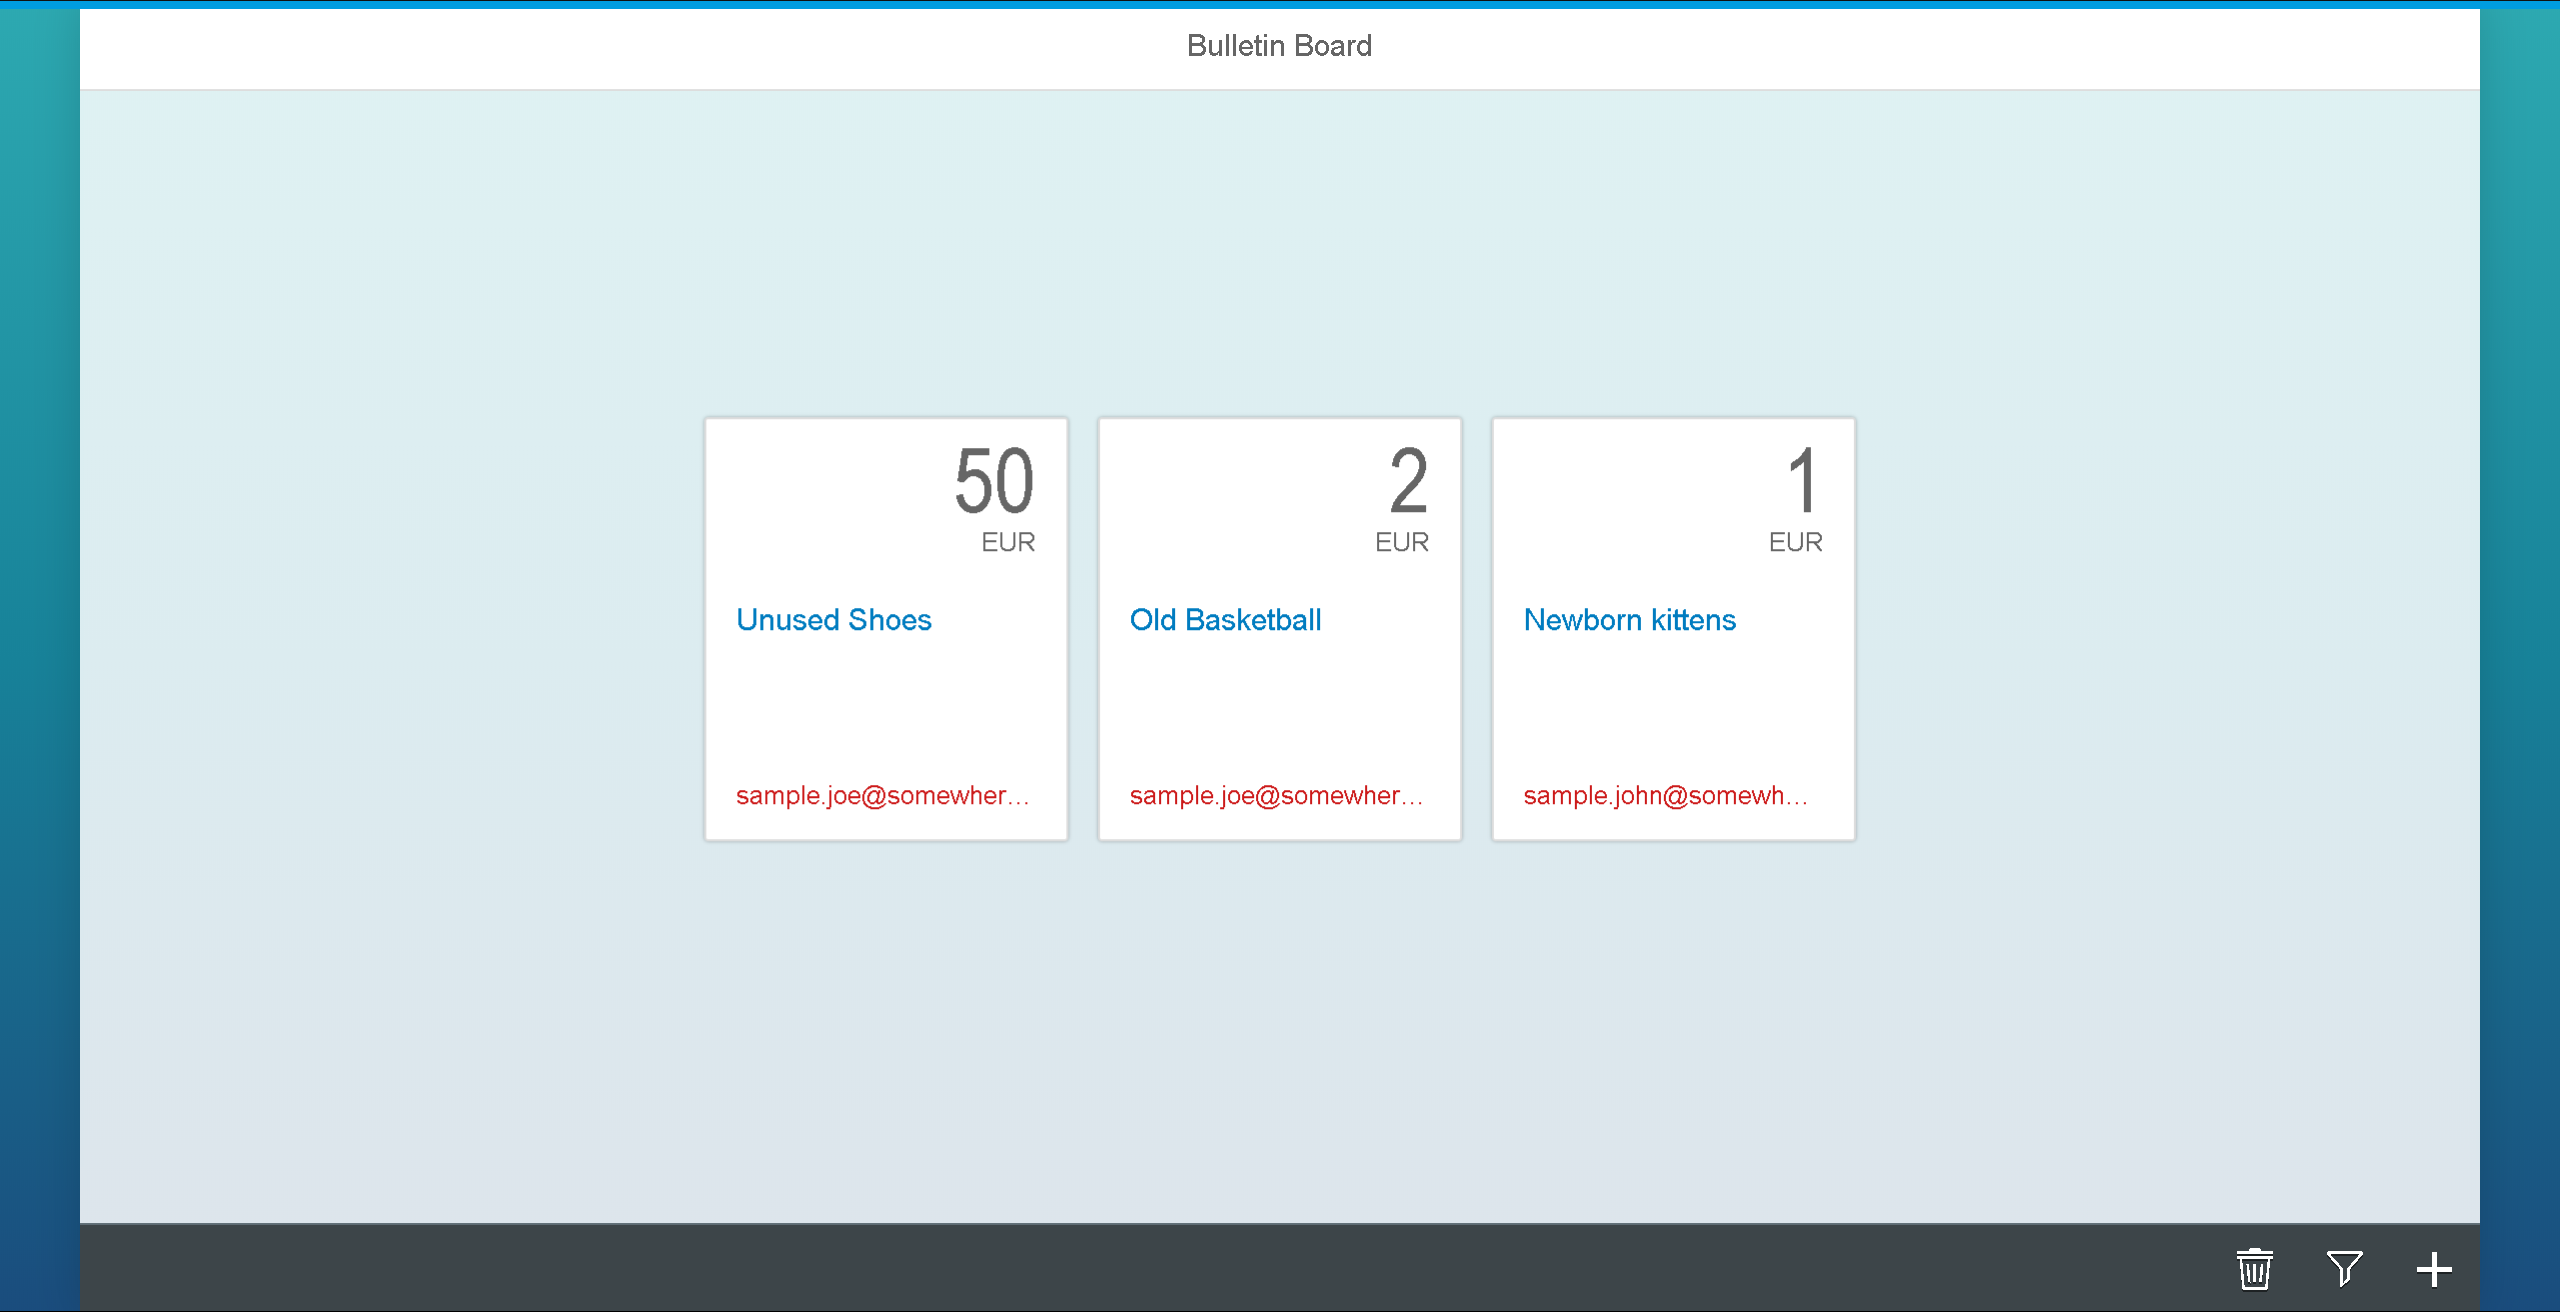 Bulletin Board
50
EUR
Unused Shoes
sample.joe@somewher...
2
EUR
Old Basketball
sample.joe@somewher...
1
EUR
Newborn kittens
sample.john@somewh...